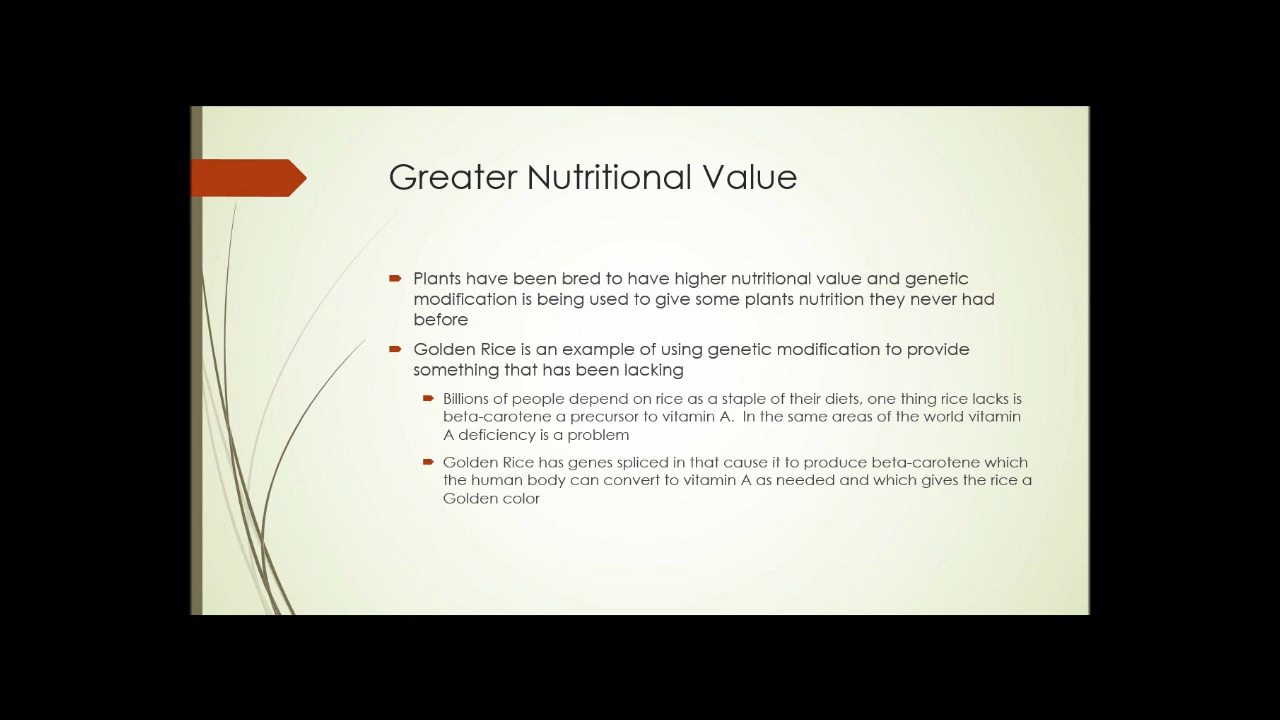 Greater Nutritional Value
Plants have been bred to have higher nutritional value and genetic
modification is being used to give some plants nutrition they never had
before
Golden Rice is an example of using genetic modification to provide
something that has been lacking
Billions of people depend on rice as a staple of their diets, one thing rice lacks is
beta-carotene a precursor to vitamin A.  In the same areas of the world vitamin
A deficiency is a problem
Golden Rice has genes spliced in that cause it to produce beta-carotene which
the human body can convert to vitamin A as needed and which gives the rice a
Golden color